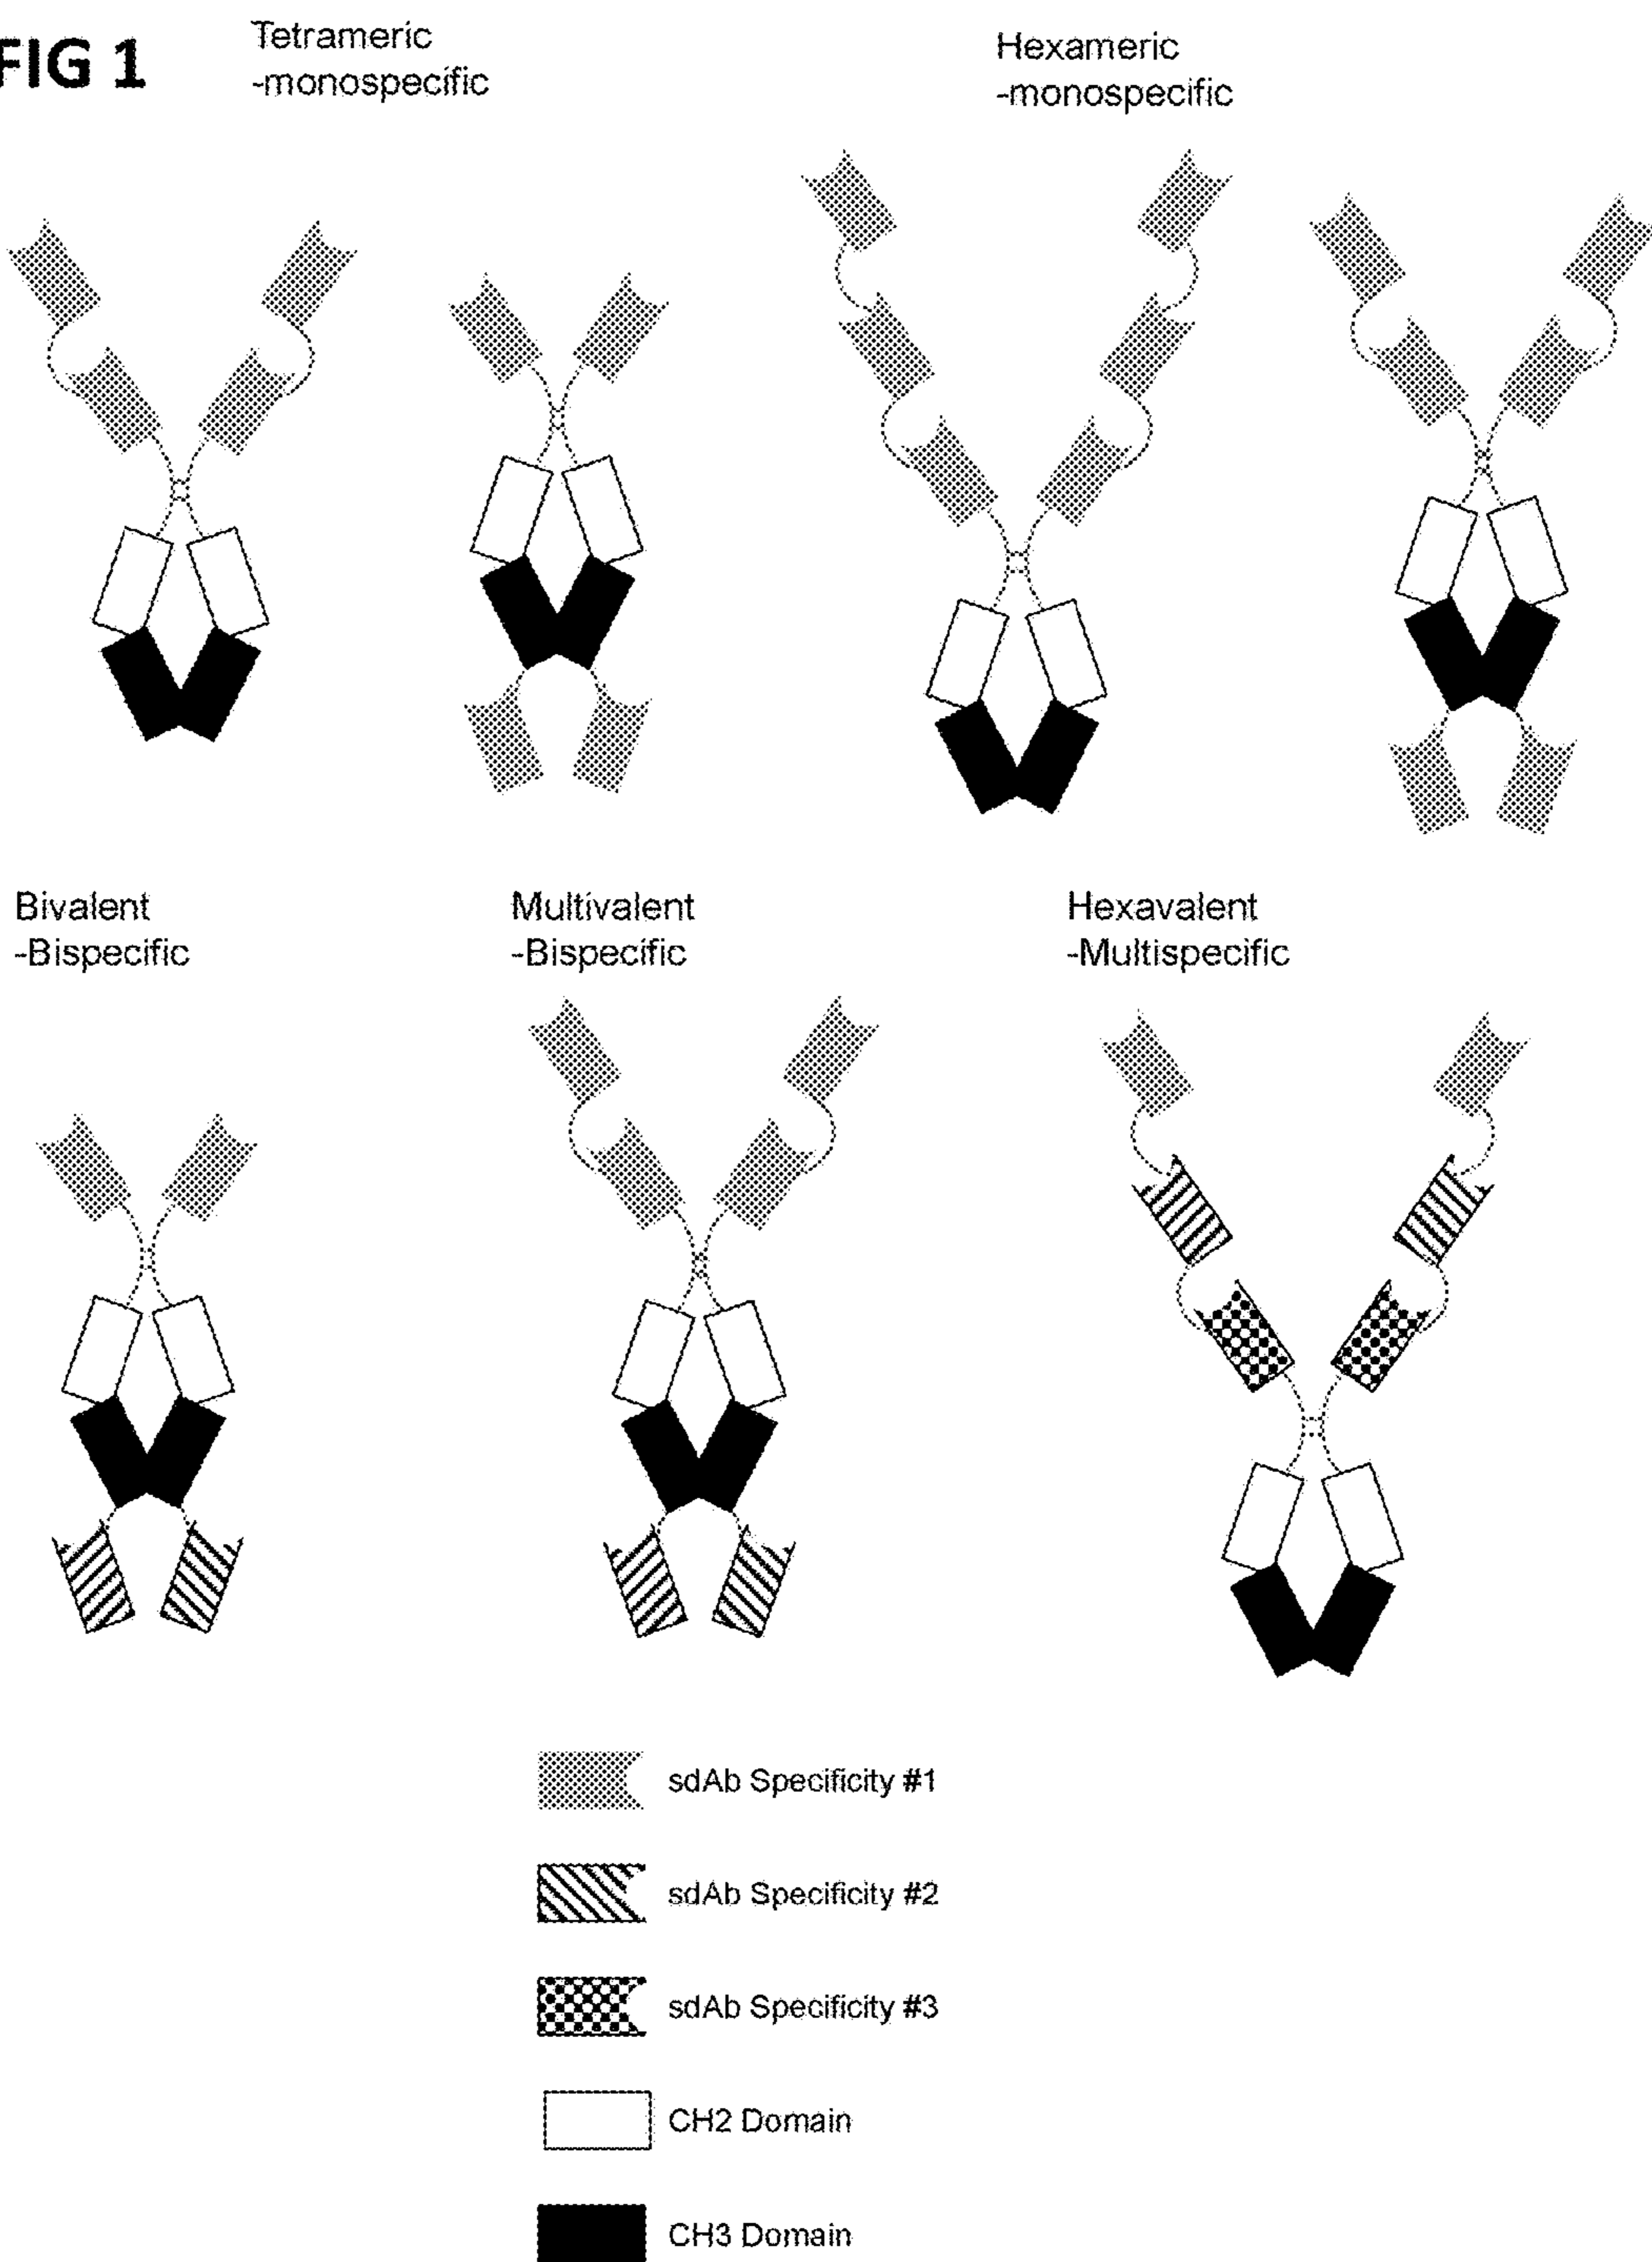 FIG 1
Tetrameric
-monospecific
Hexameric
-monospecific
Bivalent
-Bispecific
Multivalent
-Bispecific
Hexavalent
-Multispecific
sdAb Specificity #1
sdAb Specificity #2
sdAb Specificity #3
CH2 Domain
CH3 Domain